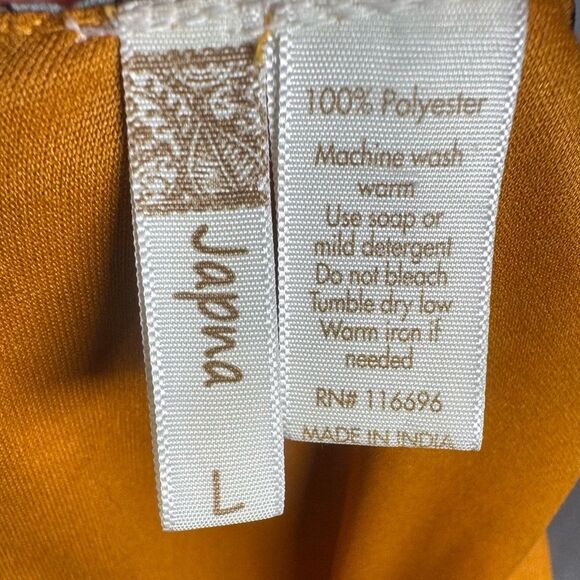 Japna
L
100% Polyester
Machine wash
warm
Use soap or
mild detergent
Do not bleach
Tumble dry low
Warm iron if
needed
RN# 116696
MADE IN INDIA